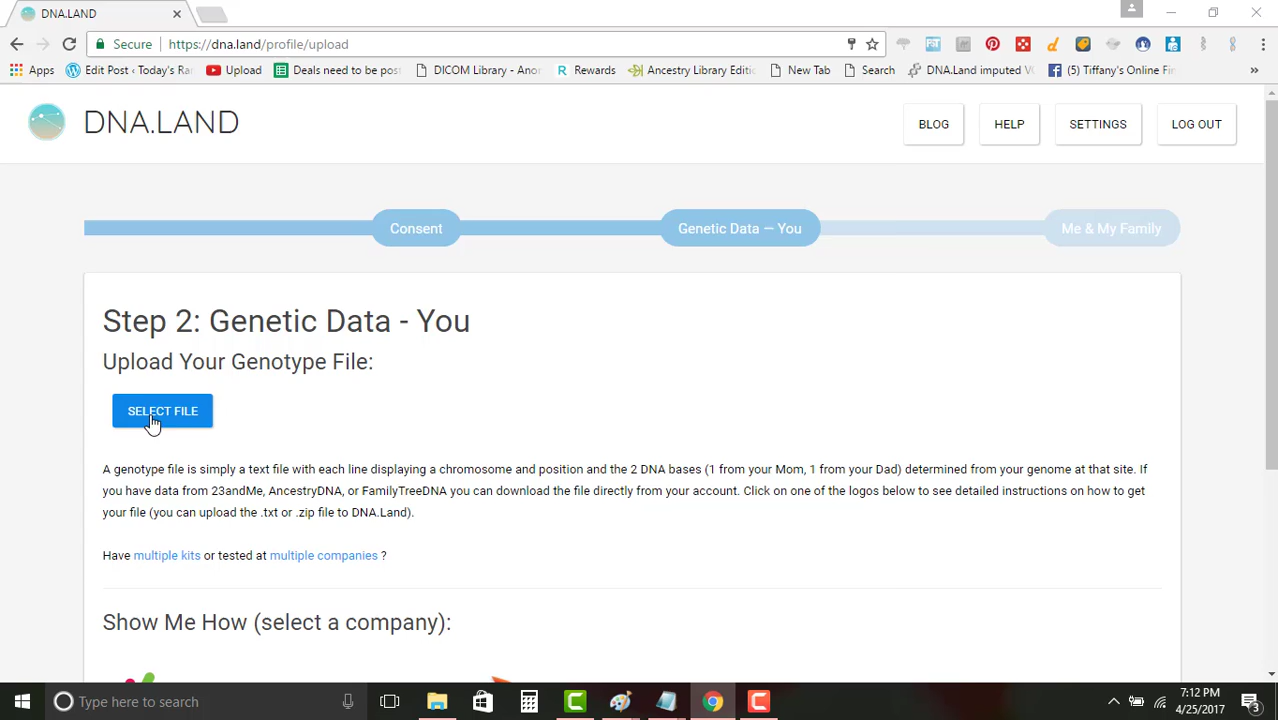 DNA.LAND
Secure https://dna.land/profile/upload
Apps Edit Post ‹ Today's Ra Upload Deals need to be pos DICOM Library - Anor Rewards Ancestry Library Editi New Tab Search DNA.Land imputed V (5) Tiffany's Online Fi »
DNA.LAND
BLOG HELP SETTINGS LOG OUT
Consent Genetic Data — You Me & My Family
Step 2: Genetic Data - You
Upload Your Genotype File:
SELECT FILE
A genotype file is simply a text file with each line displaying a chromosome and position and the 2 DNA bases (1 from your Mom, 1 from your Dad) determined from your genome at that site. If
you have data from 23andMe, AncestryDNA, or FamilyTreeDNA you can download the file directly from your account. Click on one of the logos below to see detailed instructions on how to get
your file (you can upload the .txt or .zip file to DNA.Land).
Have multiple kits or tested at multiple companies ?
Show Me How (select a company):
Type here to search
7:12 PM
4/25/2017
3